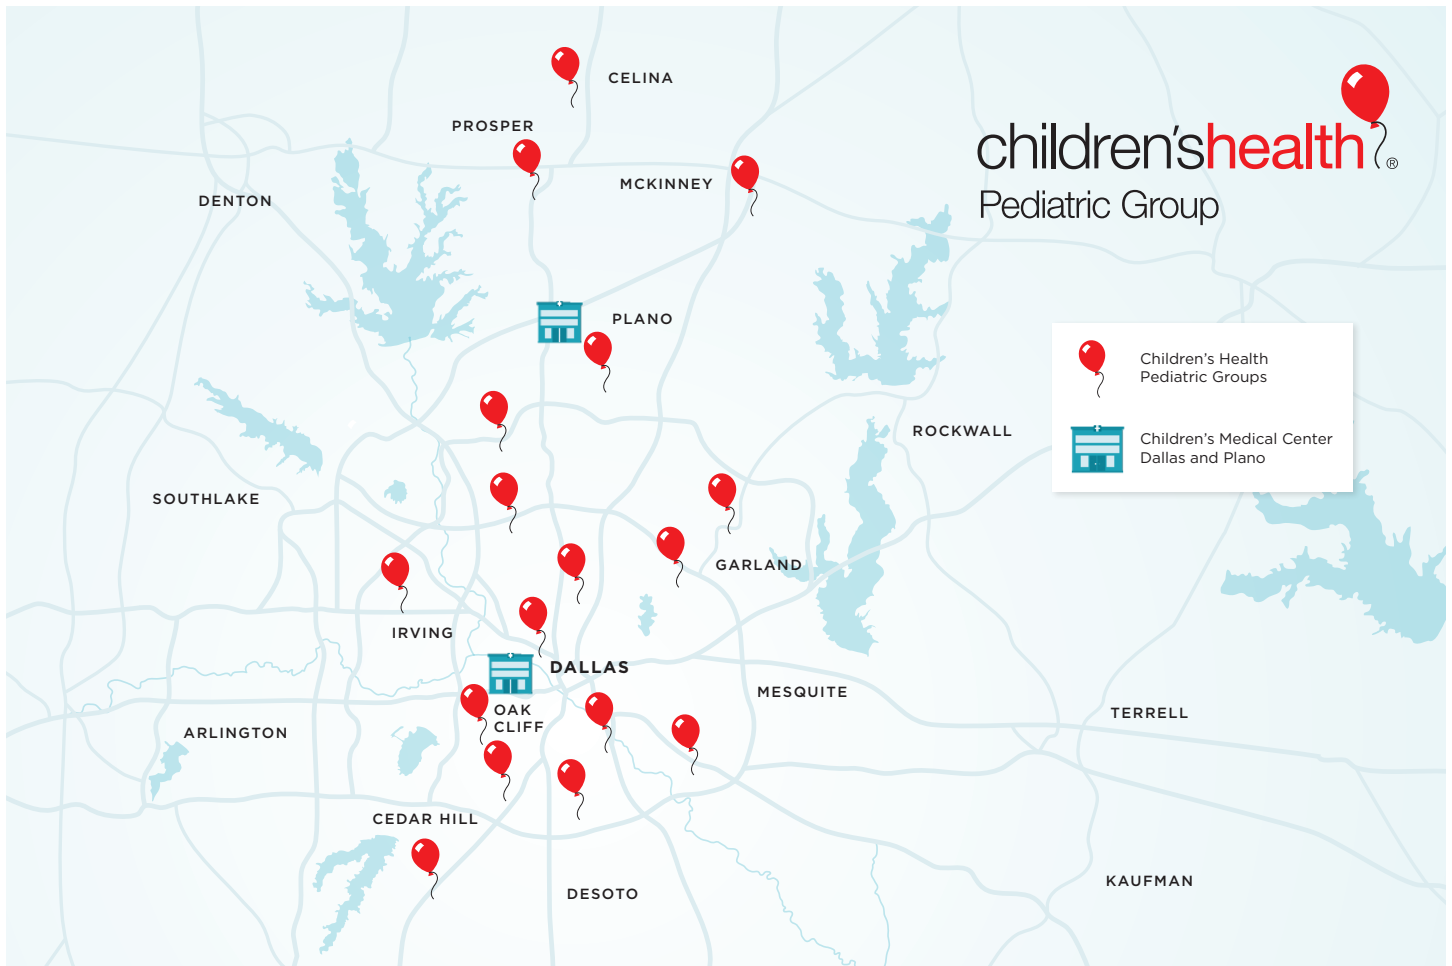 CELINA
PROSPER
MCKINNEY
DENTON
children'shealth®
Pediatric Group
PLANO
Children's Health
Pediatric Groups
Children's Medical Center
Dallas and Plano
ROCKWALL
SOUTHLAKE
GARLAND
IRVING
DALLAS
MESQUITE
OAK
CLIFF
TERRELL
ARLINGTON
CEDAR HILL
KAUFMAN
DESOTO